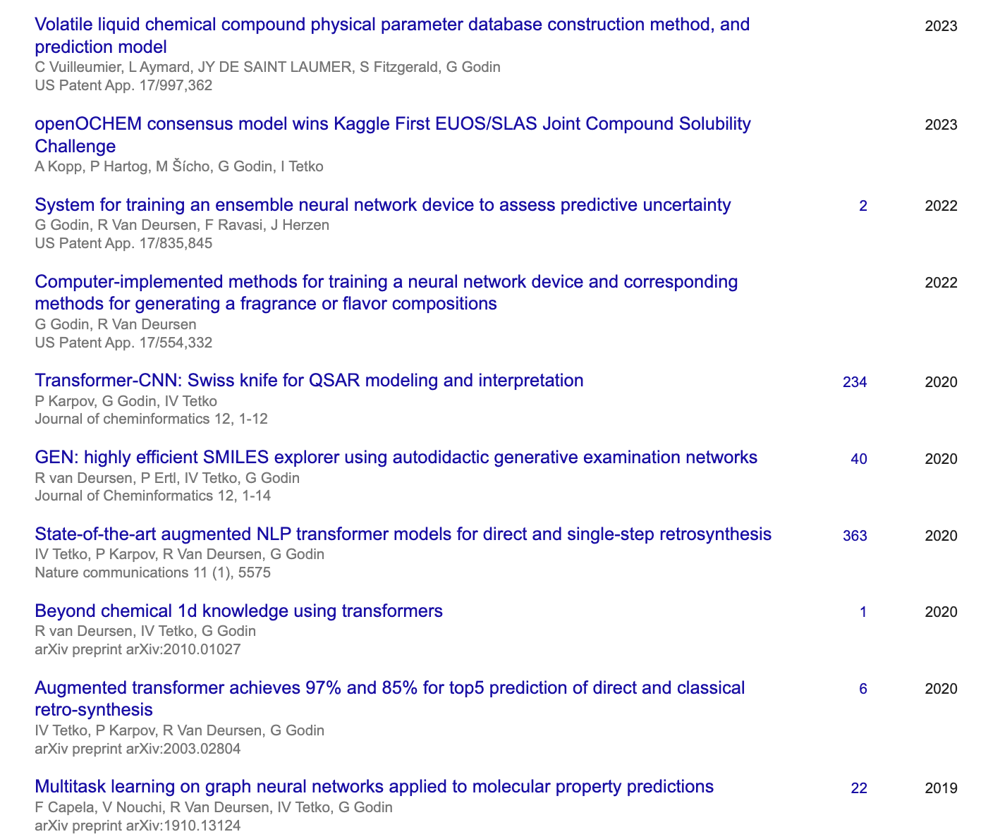 Volatile liquid chemical compound physical parameter database construction method, and 2023
prediction model
C Vuilleumier, L Aymard, JY DE SAINT LAUMER, S Fitzgerald, G Godin
US Patent App. 17/997,362
openOCHEM consensus model wins Kaggle First EUOS/SLAS Joint Compound Solubility 2023
Challenge
A Kopp, P Hartog, M Šícho, G Godin, I Tetko
System for training an ensemble neural network device to assess predictive uncertainty 2 2022
G Godin, R Van Deursen, F Ravasi, J Herzen
US Patent App. 17/835,845
Computer-implemented methods for training a neural network device and corresponding 2022
methods for generating a fragrance or flavor compositions
G Godin, R Van Deursen
US Patent App. 17/554,332
Transformer-CNN: Swiss knife for QSAR modeling and interpretation 234 2020
P Karpov, G Godin, IV Tetko
Journal of cheminformatics 12, 1-12
GEN: highly efficient SMILES explorer using autodidactic generative examination networks 40 2020
R van Deursen, P Ertl, IV Tetko, G Godin
Journal of Cheminformatics 12, 1-14
State-of-the-art augmented NLP transformer models for direct and single-step retrosynthesis 363 2020
IV Tetko, P Karpov, R Van Deursen, G Godin
Nature communications 11 (1), 5575
Beyond chemical 1d knowledge using transformers 1 2020
R van Deursen, IV Tetko, G Godin
arXiv preprint arXiv:2010.01027
Augmented transformer achieves 97% and 85% for top5 prediction of direct and classical 6 2020
retro-synthesis
IV Tetko, P Karpov, R Van Deursen, G Godin
arXiv preprint arXiv:2003.02804
Multitask learning on graph neural networks applied to molecular property predictions 22 2019
F Capela, V Nouchi, R Van Deursen, IV Tetko, G Godin
arXiv preprint arXiv:1910.13124